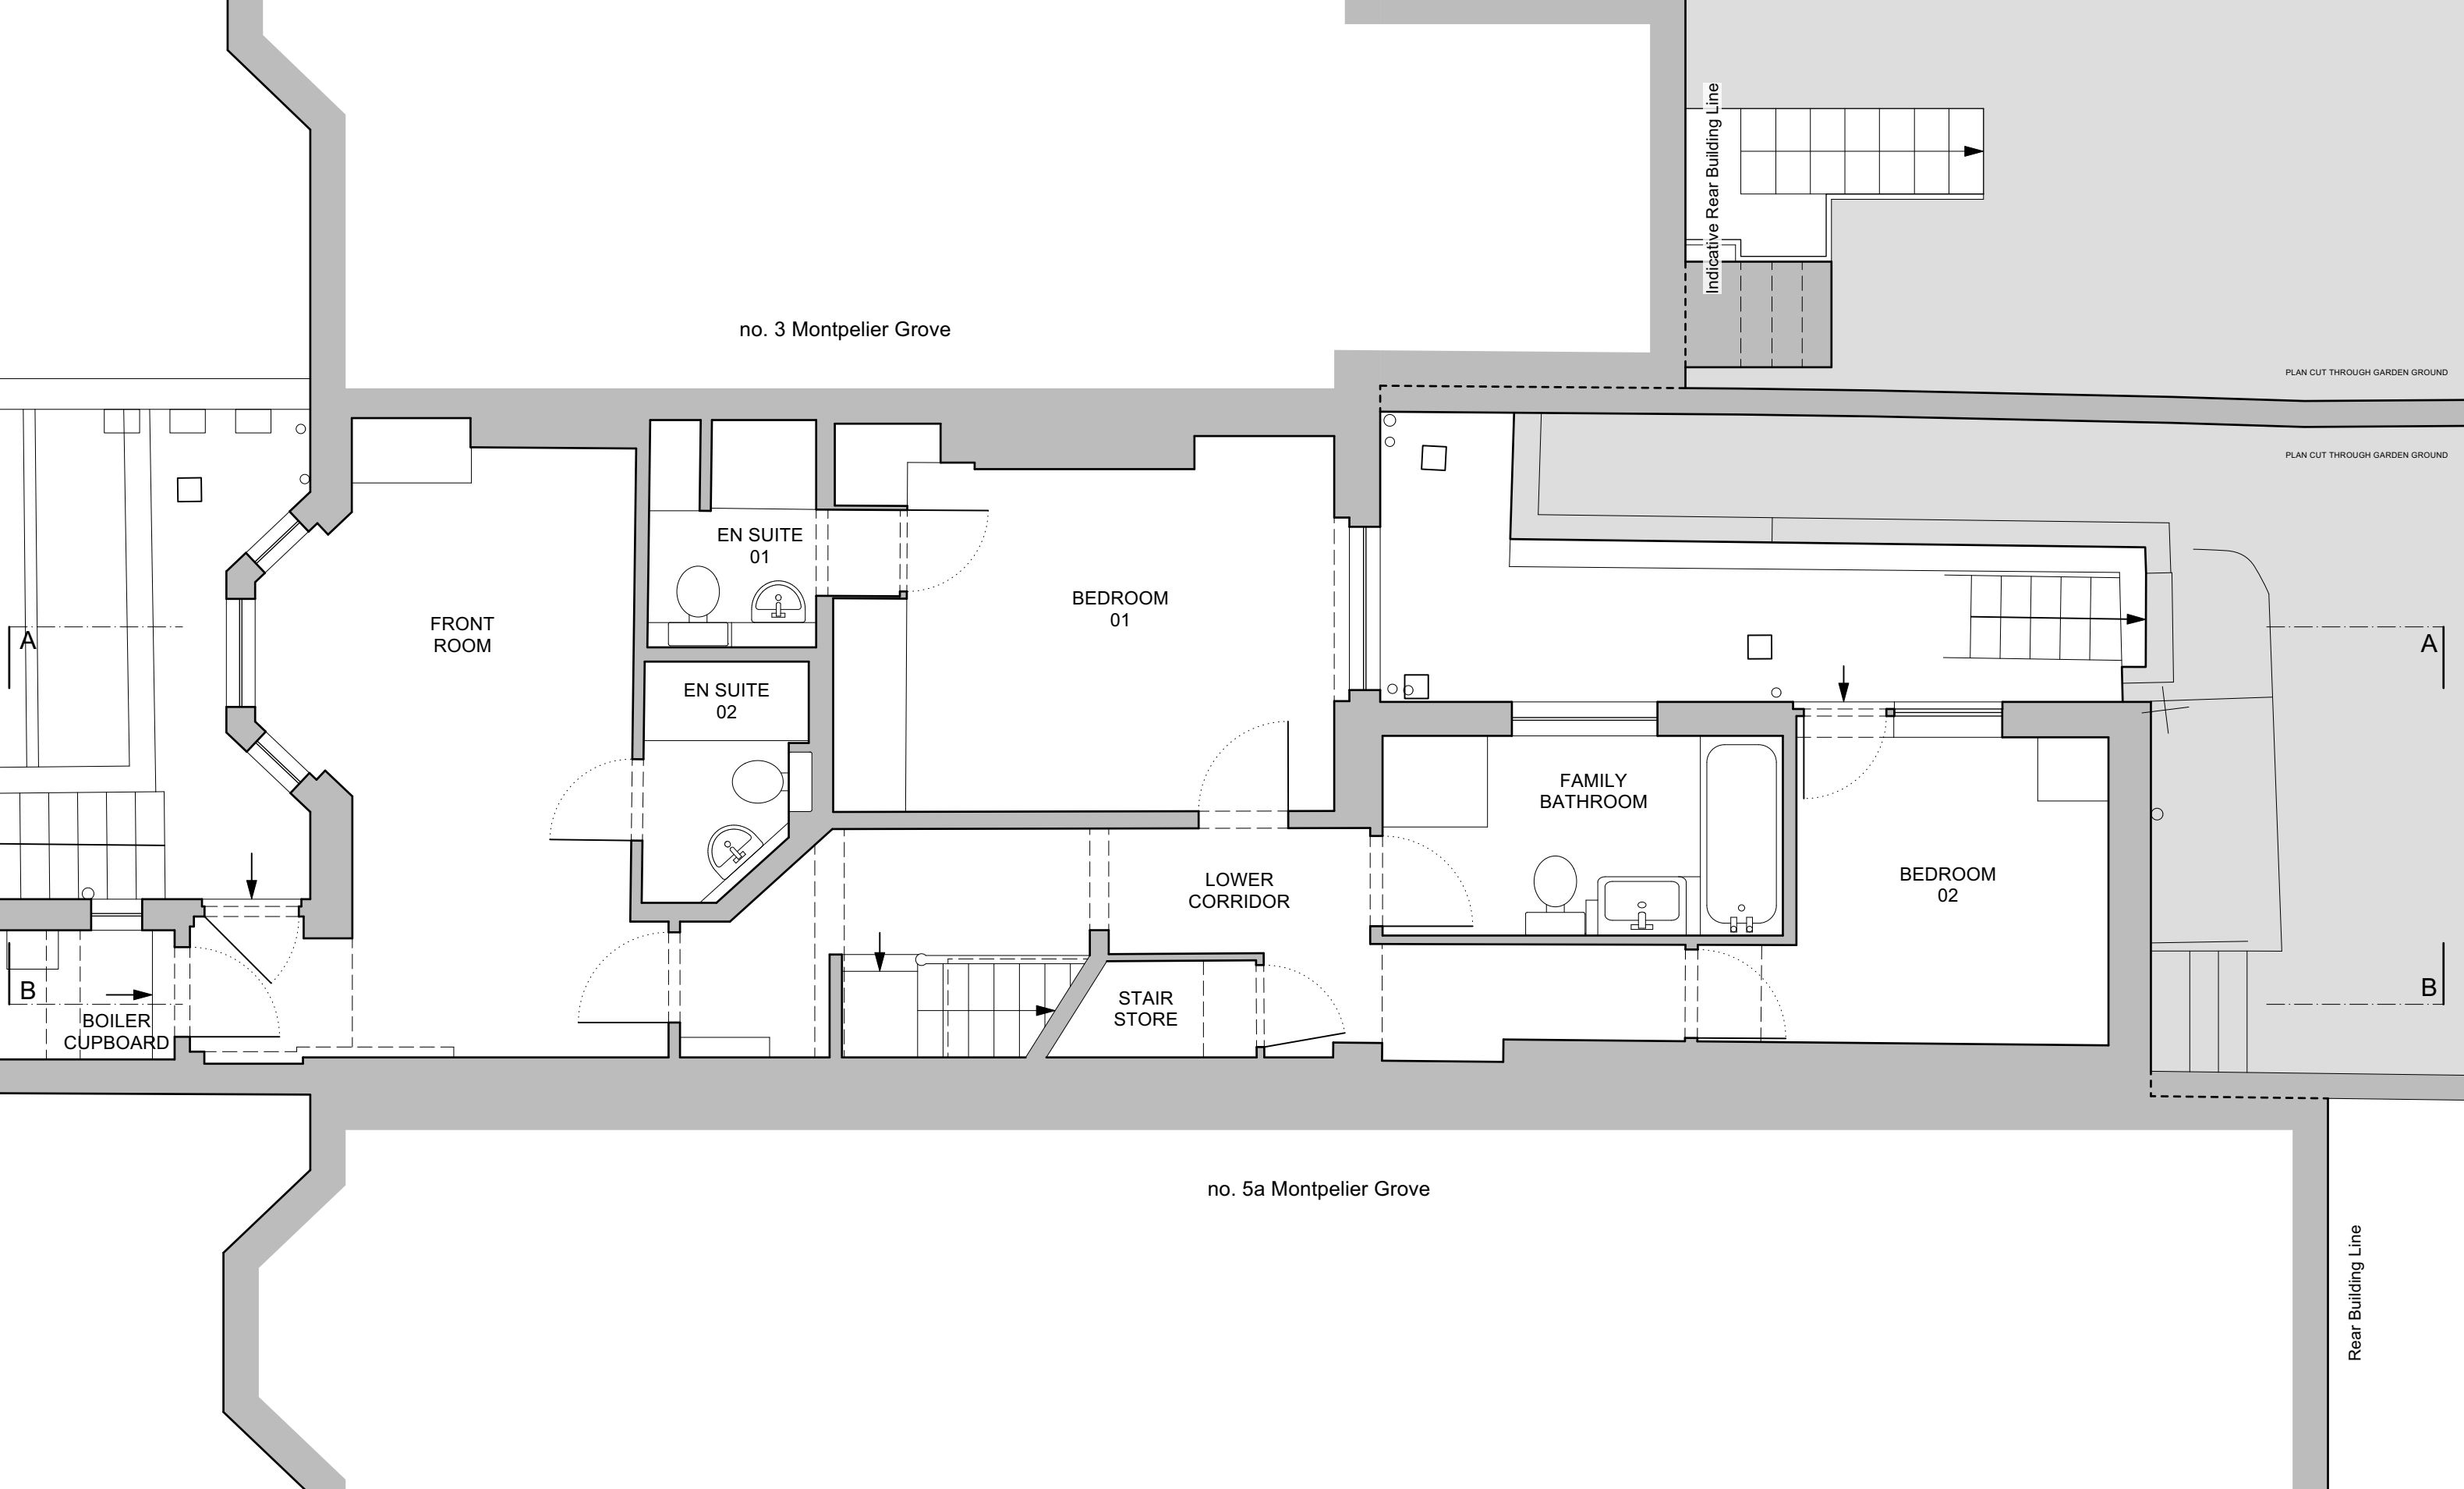 Indicative Rear Building Line
no. 3 Montpelier Grove
PLAN CUT THROUGH GARDEN GROUND
PLAN CUT THROUGH GARDEN GROUND
EN SUITE
01
BEDROOM
01
FRONT
ROOM
A
A
EN SUITE
02
FAMILY
BATHROOM
LOWER
CORRIDOR
BEDROOM
02
B
B
STAIR
STORE
BOILER
CUPBOARD
no. 5a Montpelier Grove
Rear Building Line